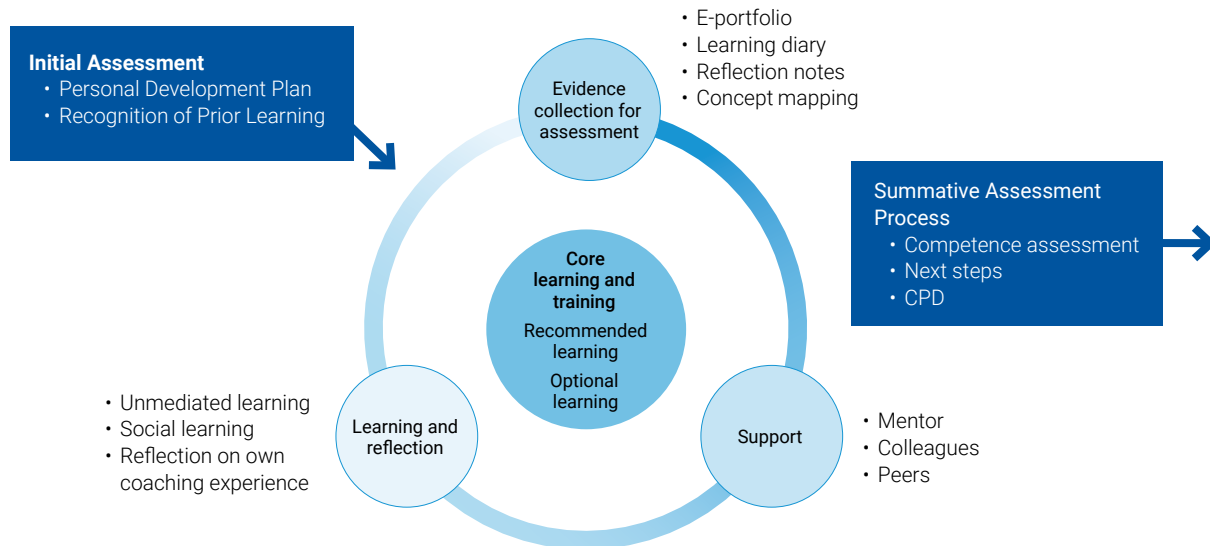 Initial Assessment
• Personal Development Plan
• Recognition of Prior Learning
Evidence
collection for
assessment
• E-portfolio
• Learning diary
• Reflection notes
• Concept mapping
Summative Assessment
Process
• Competence assessment
• Next steps
• CPD
Core
learning and
training
Recommended
learning
Optional
learning
• Unmediated learning
• Social learning
• Reflection on own
coaching experience
Learning and
reflection
Support
• Mentor
• Colleagues
• Peers